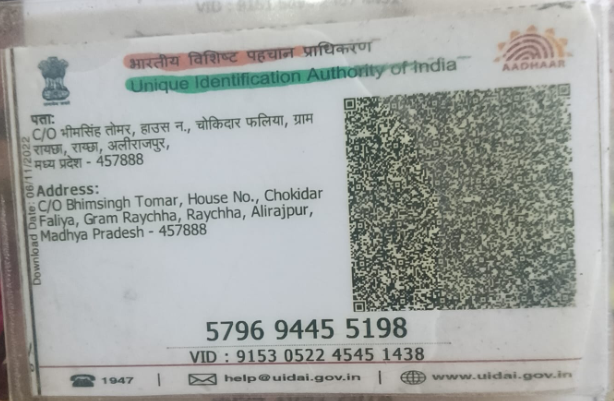 भारतीय विशिष्ट पहचान प्राधिकरण
Unique Identification Authority of India
AADHAAR
पता:
C/O भीमसिंह तोमर, हाउस न., चोकिदार फलिया, ग्राम
रायछा, राय्छा, अलीराजपुर,
मध्य प्रदेश - 457888
Download Date: 08/11/2022
Address:
C/O Bhimsingh Tomar, House No., Chokidar
Faliya, Gram Raychha, Raychha, Alirajpur,
Madhya Pradesh - 457888
5796 9445 5198
VID : 9153 0522 4545 1438
1947 | help@uidai.gov.in | www.uidai.gov.in